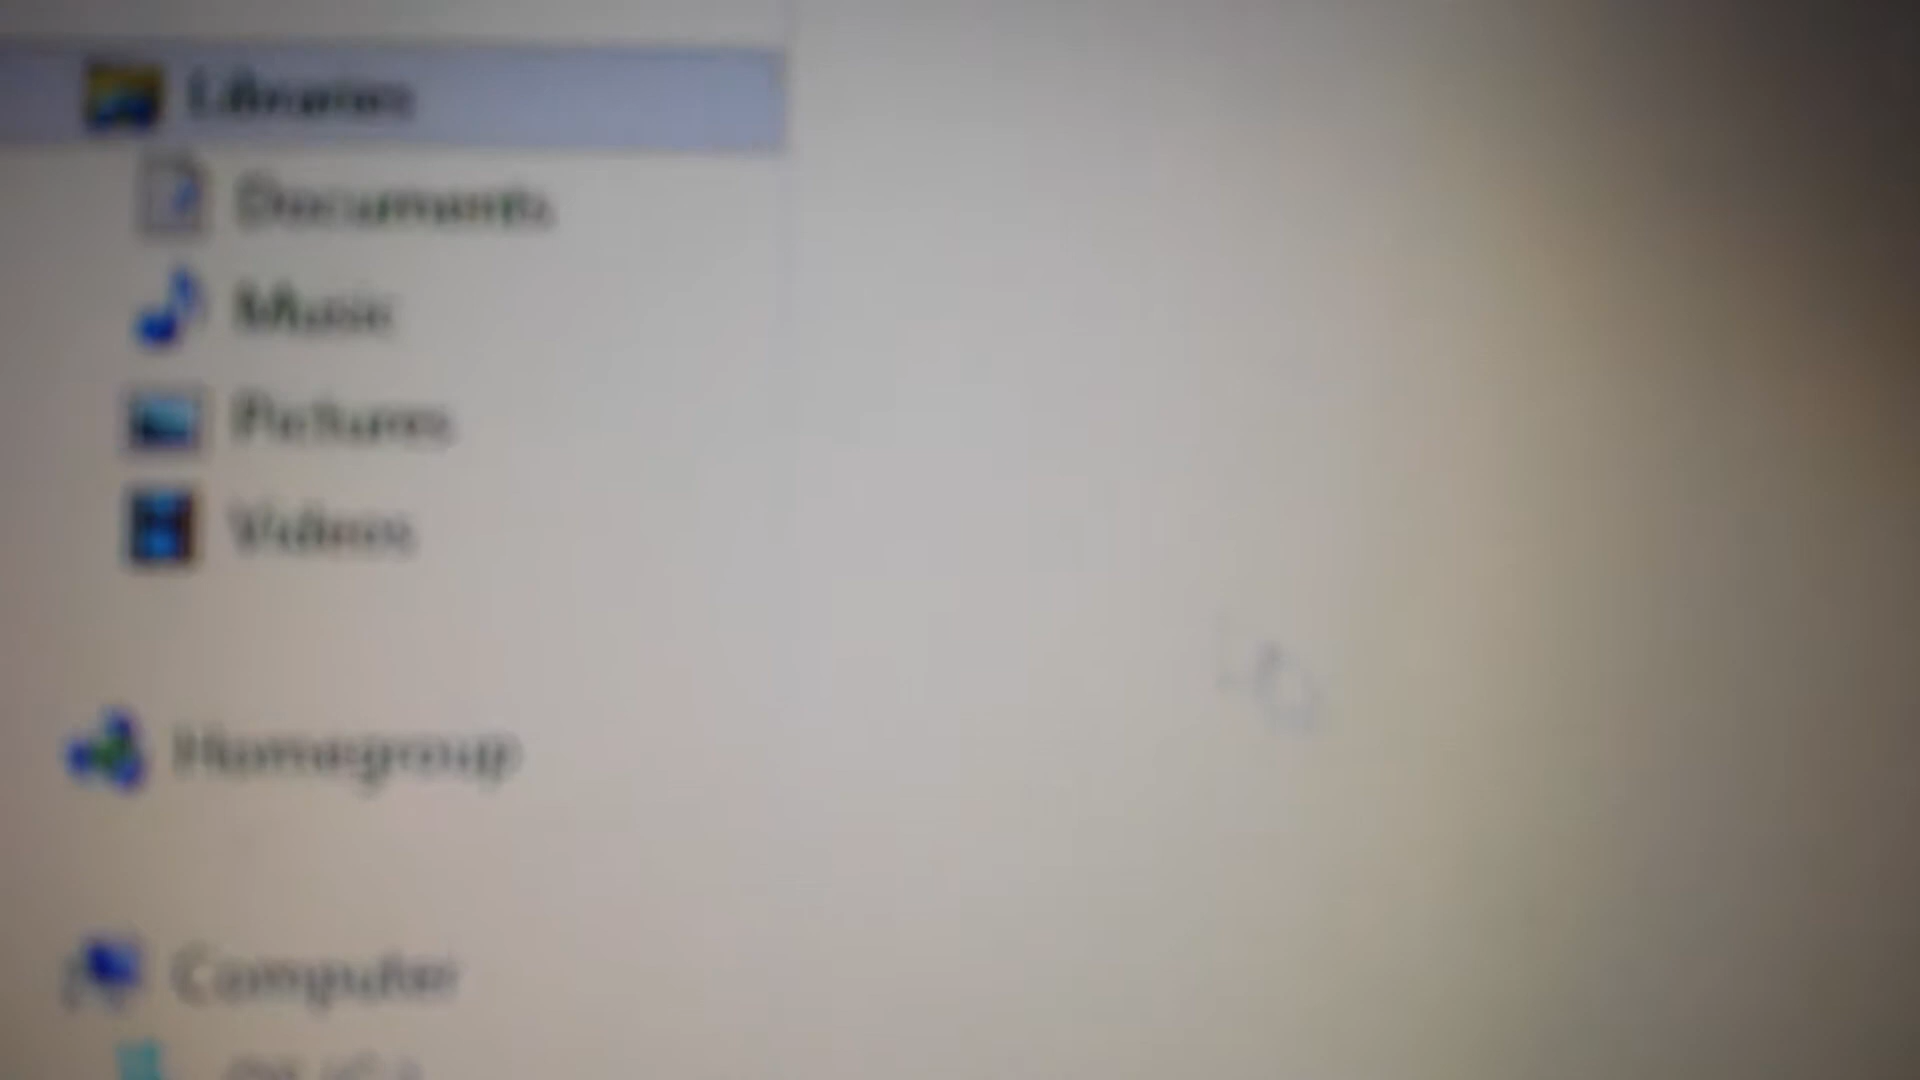 Libraries
Documents
Music
Pictures
Videos
Homegroup
Computer